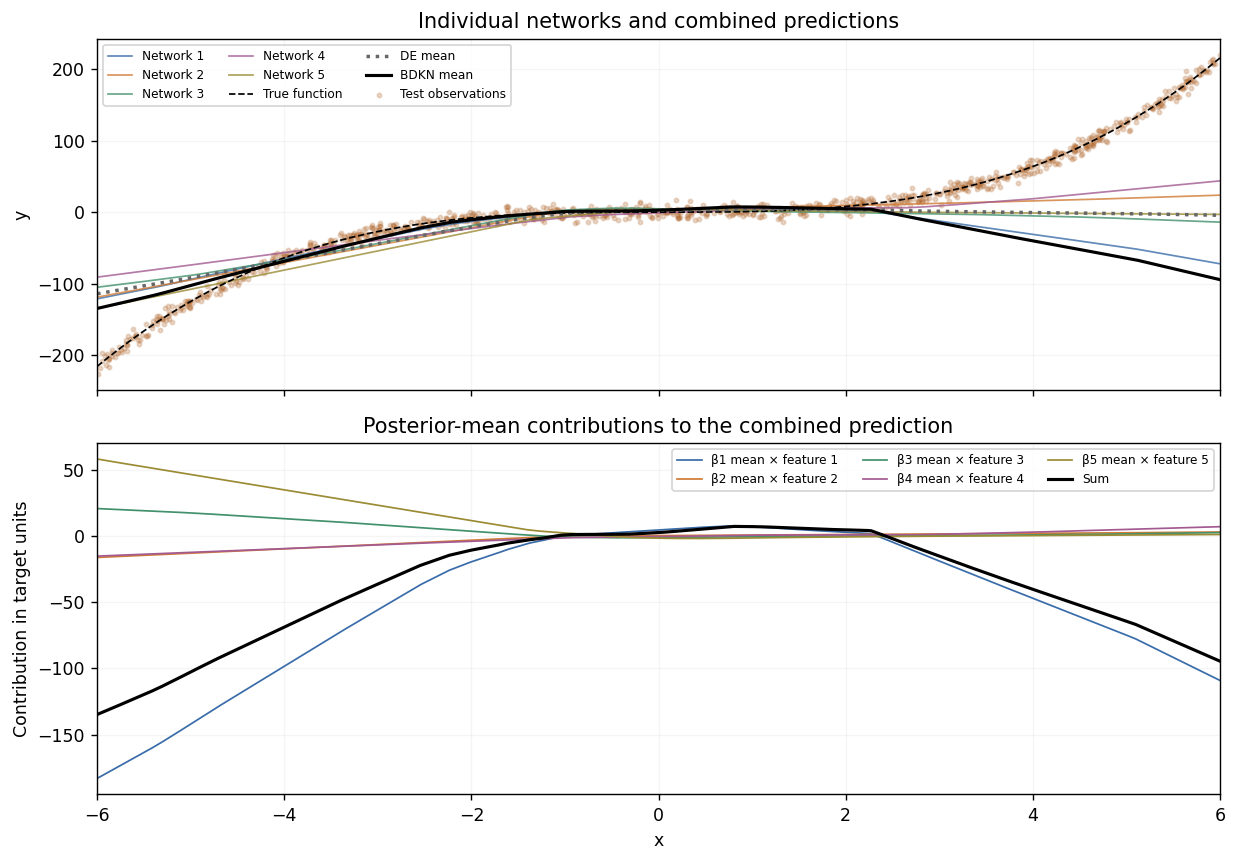 Individual networks and combined predictions
Network 1
Network 2
Network 3
Network 4
Network 5
True function
DE mean
BDKN mean
Test observations
y
200
100
0
−100
−200
Posterior-mean contributions to the combined prediction
β1 mean × feature 1
β2 mean × feature 2
β3 mean × feature 3
β4 mean × feature 4
β5 mean × feature 5
Sum
Contribution in target units
50
0
−50
−100
−150
−6 −4 −2 0 2 4 6
x